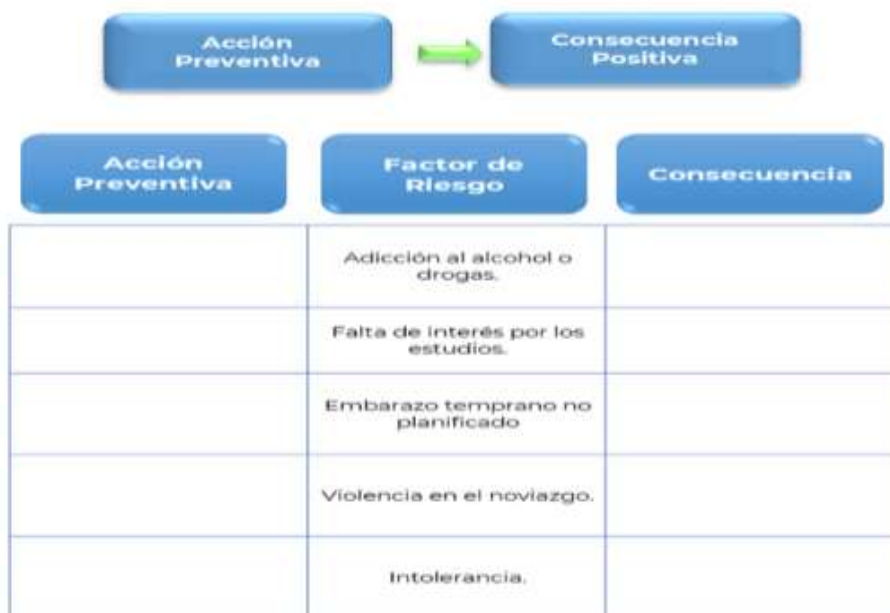 Acción
Preventiva
Consecuencia
Positiva
Acción
Preventiva
Factor de
Riesgo
Consecuencia
Adicción al alcohol o
drogas.
Falta de interés por los
estudios.
Embarazo temprano no
planificado
Violencia en el noviazgo.
Intolerancia.